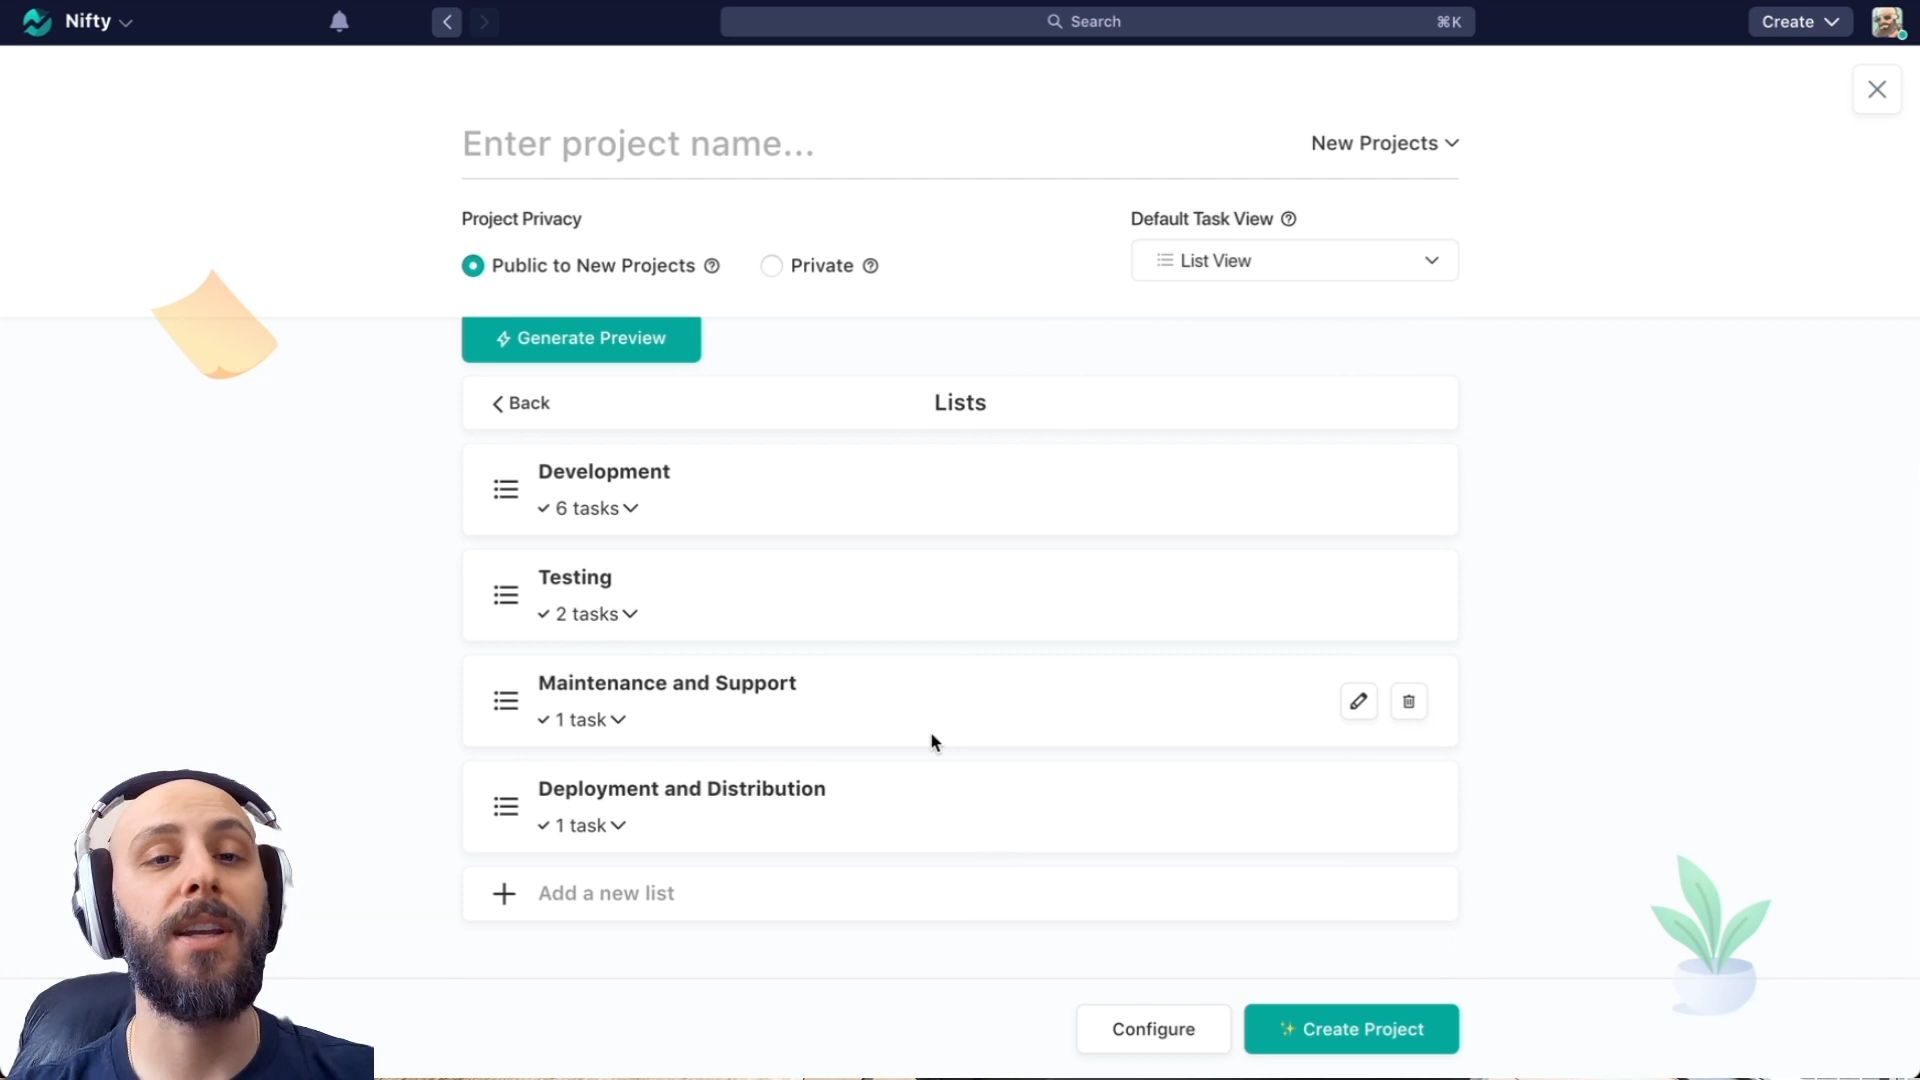 Nifty
Search
⌘K
Create
Enter project name...
New Projects
Project Privacy
Default Task View
Public to New Projects
Private
List View
Generate Preview
Back
Lists
Development
6 tasks
Testing
2 tasks
Maintenance and Support
1 task
Deployment and Distribution
1 task
Add a new list
Configure
Create Project